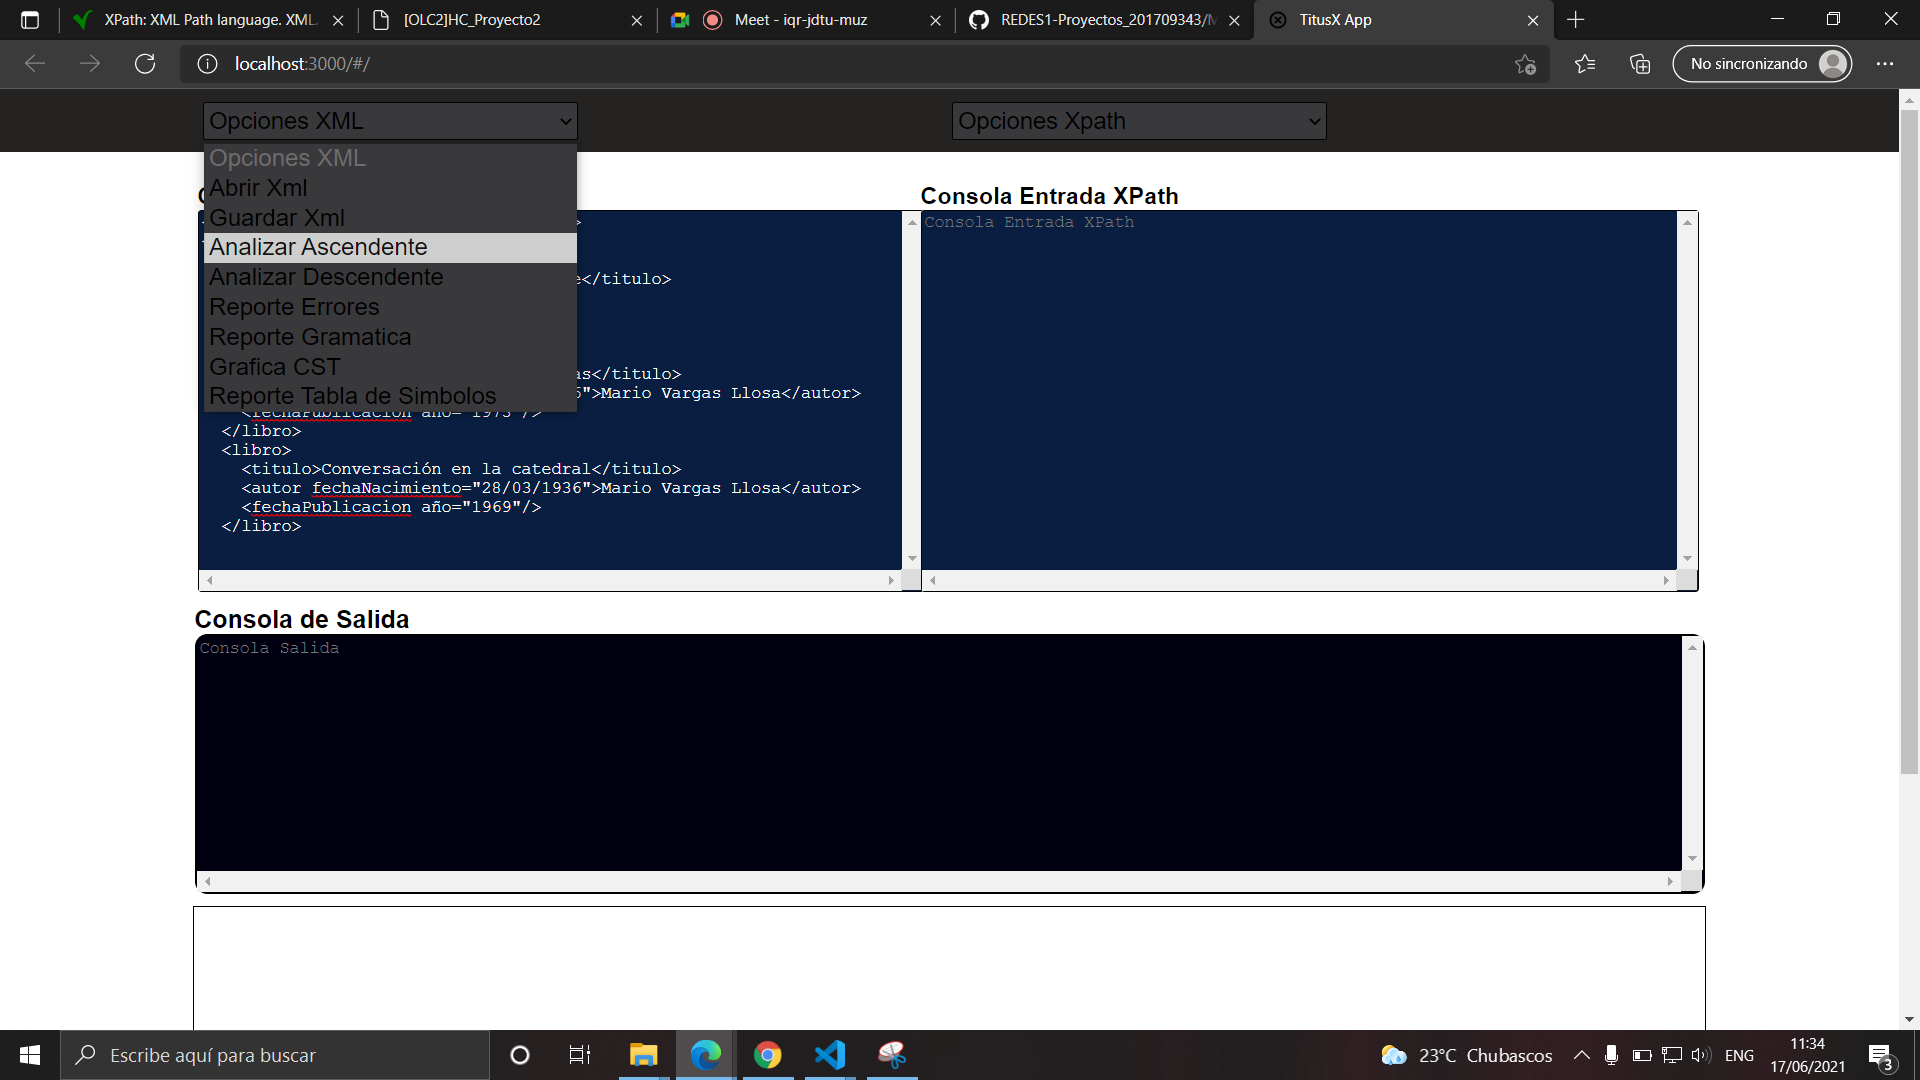 XPath: XML Path language. XML.
[OLC2]HC_Proyecto2
Meet - iqr-jdtu-muz
REDES1-Proyectos_201709343/M
TitusX App
localhost:3000/#/
No sincronizando
Opciones XML
Opciones Xpath
Opciones XML
Abrir Xml
Guardar Xml
Analizar Ascendente
Analizar Descendente
Reporte Errores
Reporte Gramatica
Grafica CST
Reporte Tabla de Simbolos
Consola Entrada XPath
Consola Entrada XPath
</titulo>
</titulo>
">Mario Vargas Llosa</autor>
<fechaPublicacion año="1973"/>
</libro>
<libro>
<titulo>Conversación en la catedral</titulo>
<autor fechaNacimiento="28/03/1936">Mario Vargas Llosa</autor>
<fechaPublicacion año="1969"/>
</libro>
Consola de Salida
Consola Salida
Escribe aquí para buscar
23°C Chubascos
ENG
11:34
17/06/2021
3